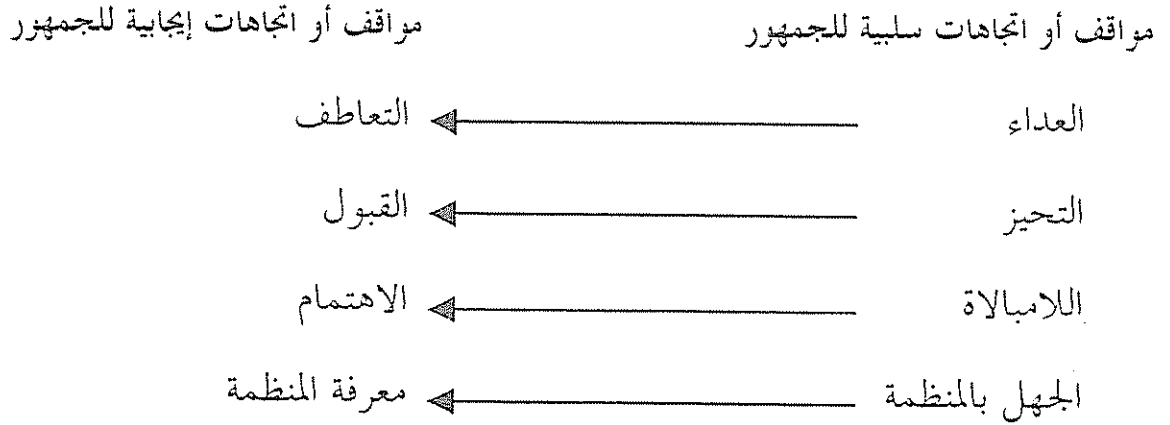 مواقف أو اتجاهات سلبية للجمهور مواقف أو اتجاهات إيجابية للجمهور
العداء التعاطف
التحيز القبول
اللامبالاة الاهتمام
الجهل بالمنظمة معرفة المنظمة